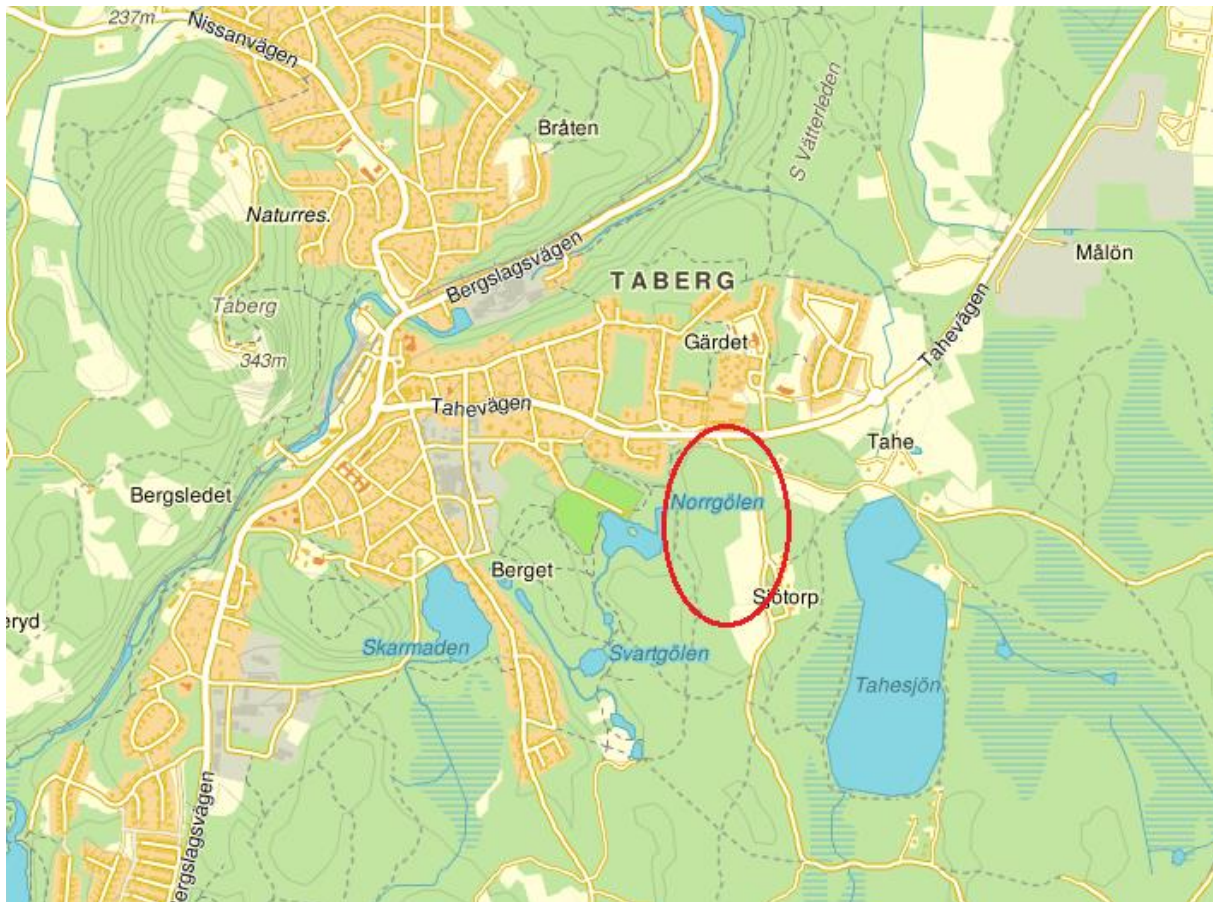 237m
Nissanvägen
Bråten
S Vätterleden
Naturres.
Bergslagsvägen
Målön
TABERG
Taberg
343m
Gärdet
Tahevägen
Tahevägen
Tahe
Bergsledet
Norrgölen
Berget
Sjötorp
eryd
Skarmaden
Svartgölen
Tahesjön
ergslagsvägen